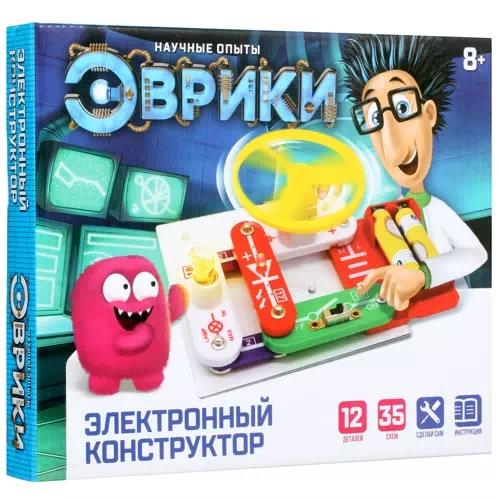 НАУЧНЫЕ ОПЫТЫ
ЭВРИКИ
8+
ЭЛЕКТРОННЫЙ
КОНСТРУКТОР
12
ДЕТАЛЕЙ
35
СХЕМ
СДЕЛАЙ САМ
ИНСТРУКЦИЯ
ЭЛЕКТРОННЫЙ
КОНСТРУКТОР
НАУЧНЫЕ ОПЫТЫ
ЭВРИКИ